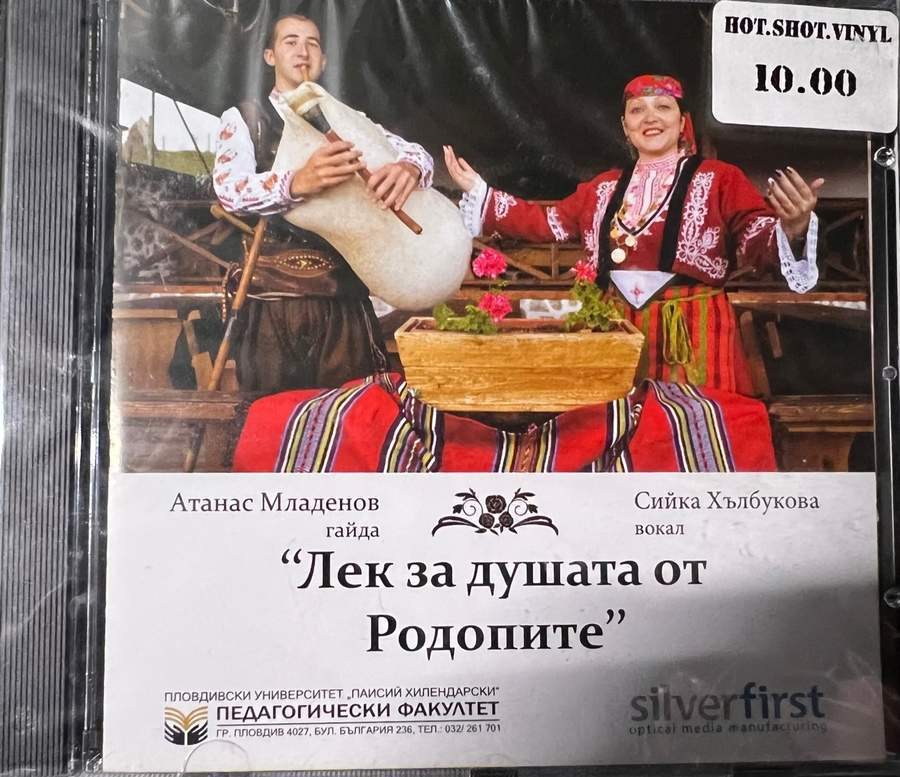 HOT.SHOT.VINYL
10.00
Атанас Младенов
гайда
Сийка Хълбукова
вокал
“Лек за душата от
Родопите”
ПЛОВДИВСКИ УНИВЕРСИТЕТ „ПАИСИЙ ХИЛЕНДАРСКИ“
ПЕДАГОГИЧЕСКИ ФАКУЛТЕТ
ГР. ПЛОВДИВ 4027, БУЛ. БЪЛГАРИЯ 236, ТЕЛ.: 032/ 261 701
silverfirst
optical media manufacturing